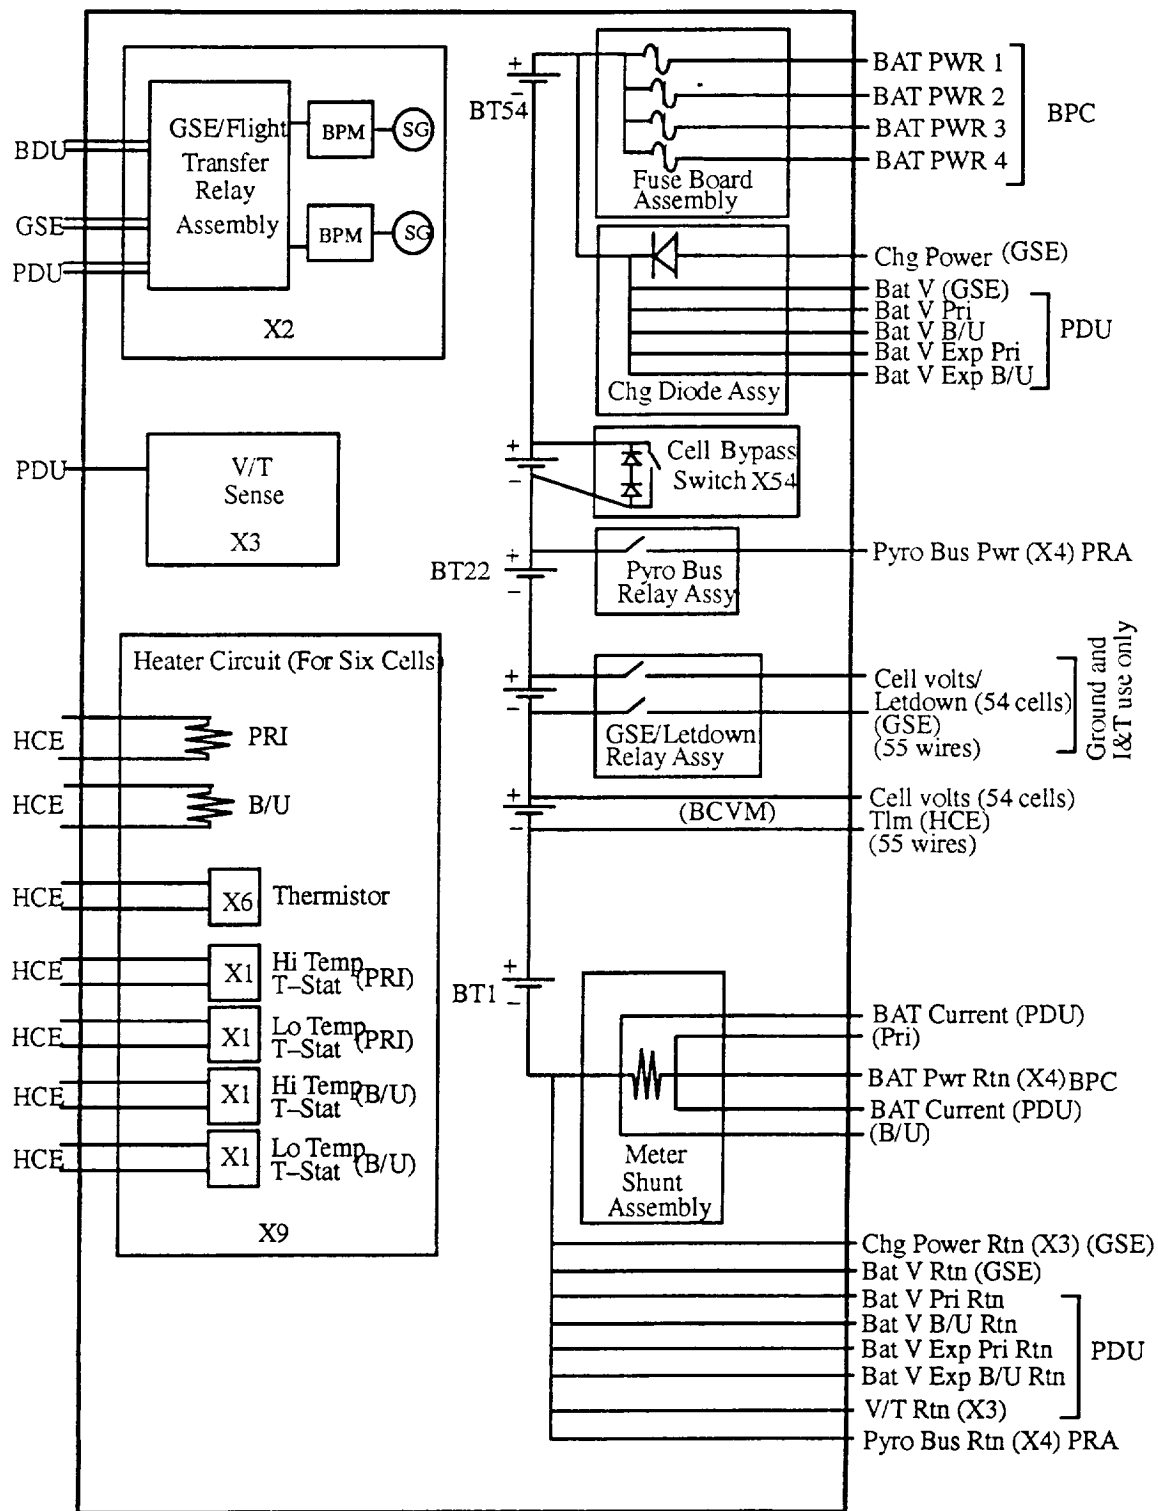 BDU
GSE
PDU
GSE/Flight
Transfer
Relay
Assembly
BPM
SG
BPM
SG
X2
PDU
V/T
Sense
X3
Heater Circuit (For Six Cells)
HCE
PRI
HCE
B/U
HCE
X6
Thermistor
HCE
X1
Hi Temp
T-Stat (PRI)
HCE
X1
Lo Temp
T-Stat (PRI)
HCE
X1
Hi Temp
T-Stat (B/U)
HCE
X1
Lo Temp
T-Stat (B/U)
X9
+
−
BT54
Fuse Board
Assembly
BAT PWR 1
BAT PWR 2
BAT PWR 3
BAT PWR 4
BPC
Chg Diode Assy
Chg Power (GSE)
Bat V (GSE)
Bat V Pri
Bat V B/U
Bat V Exp Pri
Bat V Exp B/U
PDU
+
−
Cell Bypass
Switch X54
+
−
BT22
Pyro Bus
Relay Assy
Pyro Bus Pwr (X4) PRA
+
−
GSE/Letdown
Relay Assy
Cell volts/
Letdown (54 cells)
(GSE)
(55 wires)
Ground and
I&T use only
+
−
(BCVM)
Cell volts (54 cells)
Tlm (HCE)
(55 wires)
+
−
BT1
Meter
Shunt
Assembly
BAT Current (PDU)
(Pri)
BAT Pwr Rtn (X4) BPC
BAT Current (PDU)
(B/U)
Chg Power Rtn (X3) (GSE)
Bat V Rtn (GSE)
Bat V Pri Rtn
Bat V B/U Rtn
Bat V Exp Pri Rtn
Bat V Exp B/U Rtn
V/T Rtn (X3)
PDU
Pyro Bus Rtn (X4) PRA